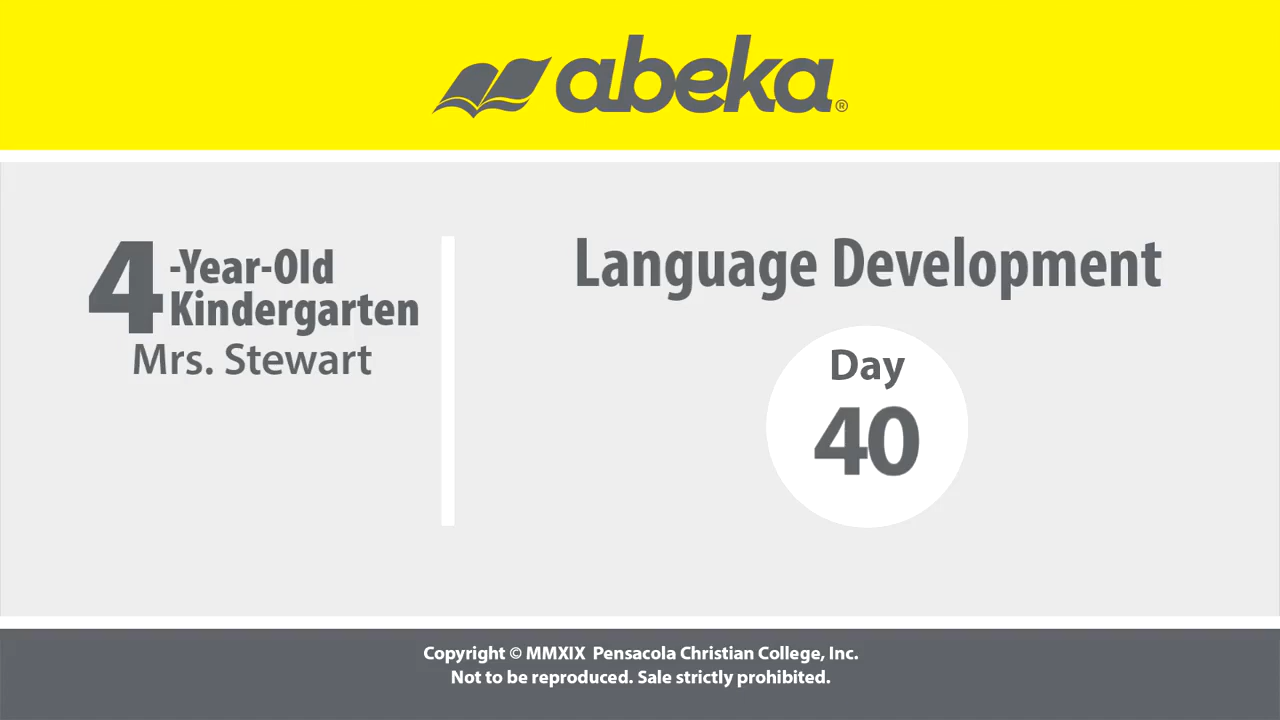 abeka®
4-Year-Old
Kindergarten
Mrs. Stewart
Language Development
Day
40
Copyright © MMXIX Pensacola Christian College, Inc.
Not to be reproduced. Sale strictly prohibited.